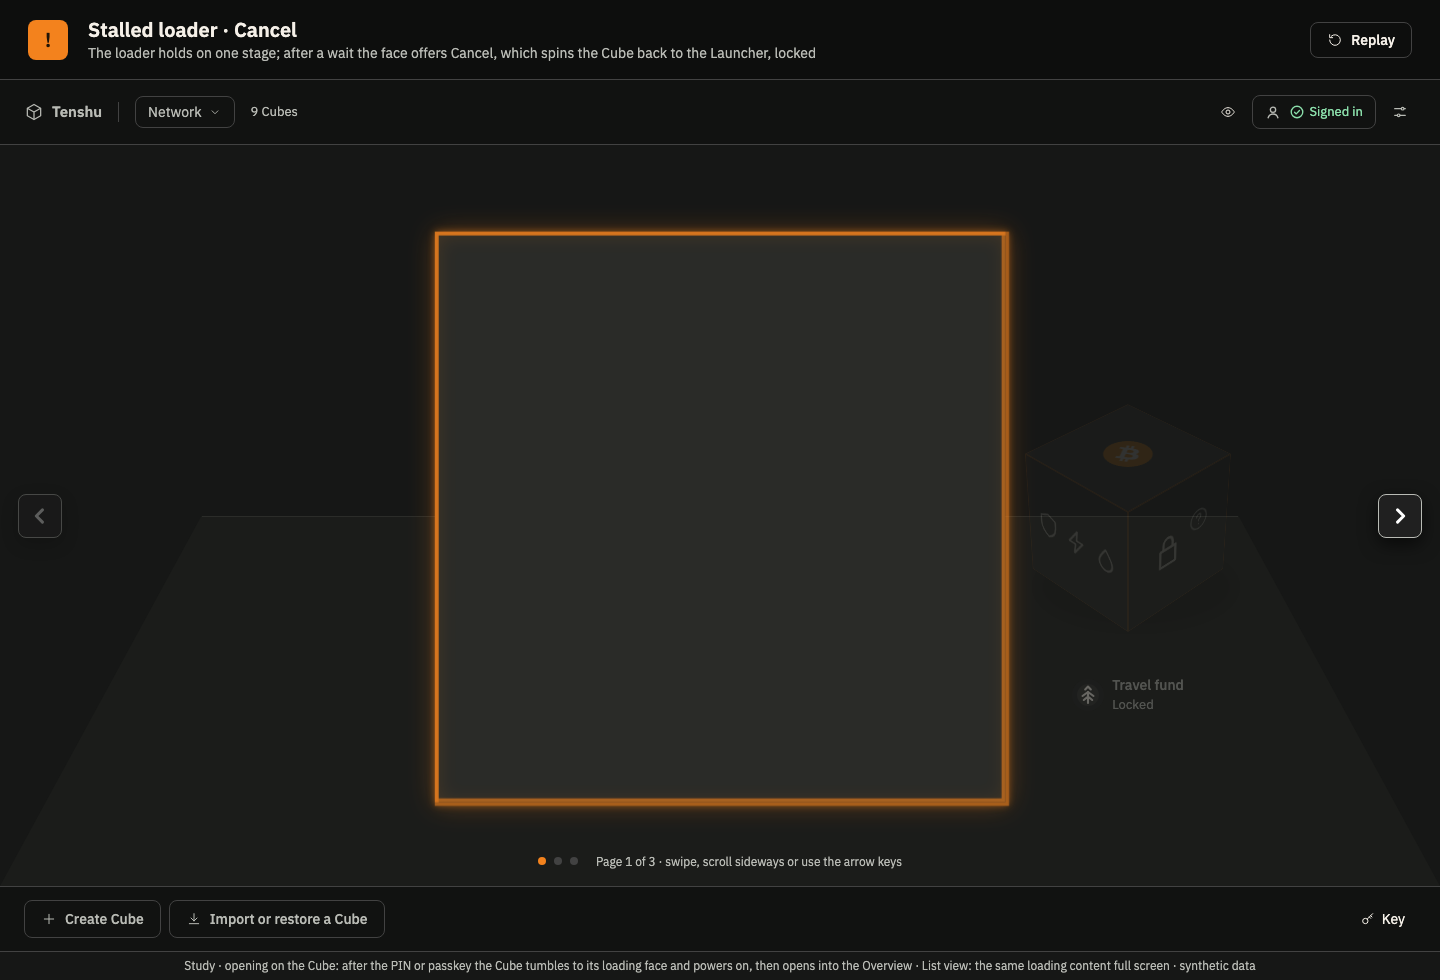 !
Stalled loader · Cancel
The loader holds on one stage; after a wait the face offers Cancel, which spins the Cube back to the Launcher, locked
Replay
Tenshu
Network
9 Cubes
Signed in
Travel fund
Locked
Page 1 of 3 · swipe, scroll sideways or use the arrow keys
Create Cube
Import or restore a Cube
Key
Study · opening on the Cube: after the PIN or passkey the Cube tumbles to its loading face and powers on, then opens into the Overview · List view: the same loading content full screen · synthetic data